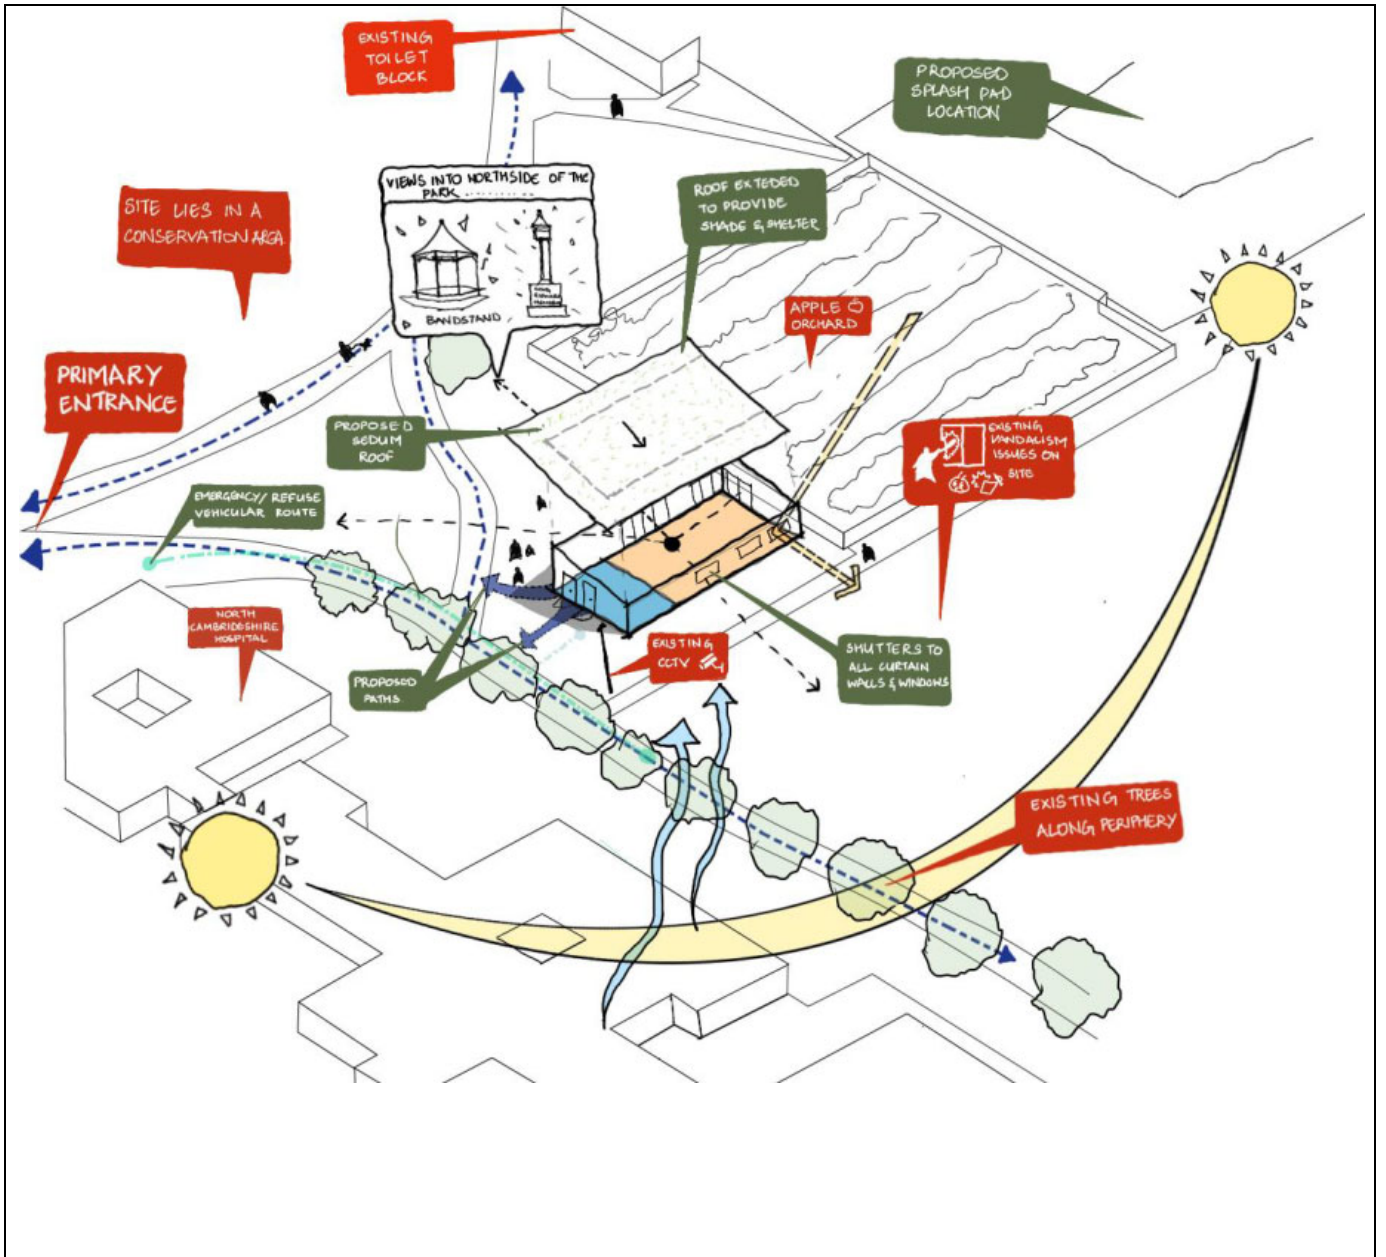 EXISTING
TOILET
BLOCK
PROPOSED
SPLASH PAD
LOCATION
VIEWS INTO NORTHSIDE OF THE
PARK
BANDSTAND
ROOF EXTEDED
TO PROVIDE
SHADE & SHELTER
SITE LIES IN A
CONSERVATION AREA
APPLE
ORCHARD
PRIMARY
ENTRANCE
PROPOSED
SEDUM
ROOF
EXISTING
VANDALISM
ISSUES ON
SITE
EMERGENCY/ REFUSE
VEHICULAR ROUTE
NORTH
CAMBRIDGESHIRE
HOSPITAL
EXISTING
CCTV
SHUTTERS TO
ALL CURTAIN
WALLS & WINDOWS
PROPOSED
PATHS
EXISTING TREES
ALONG PERIPHERY